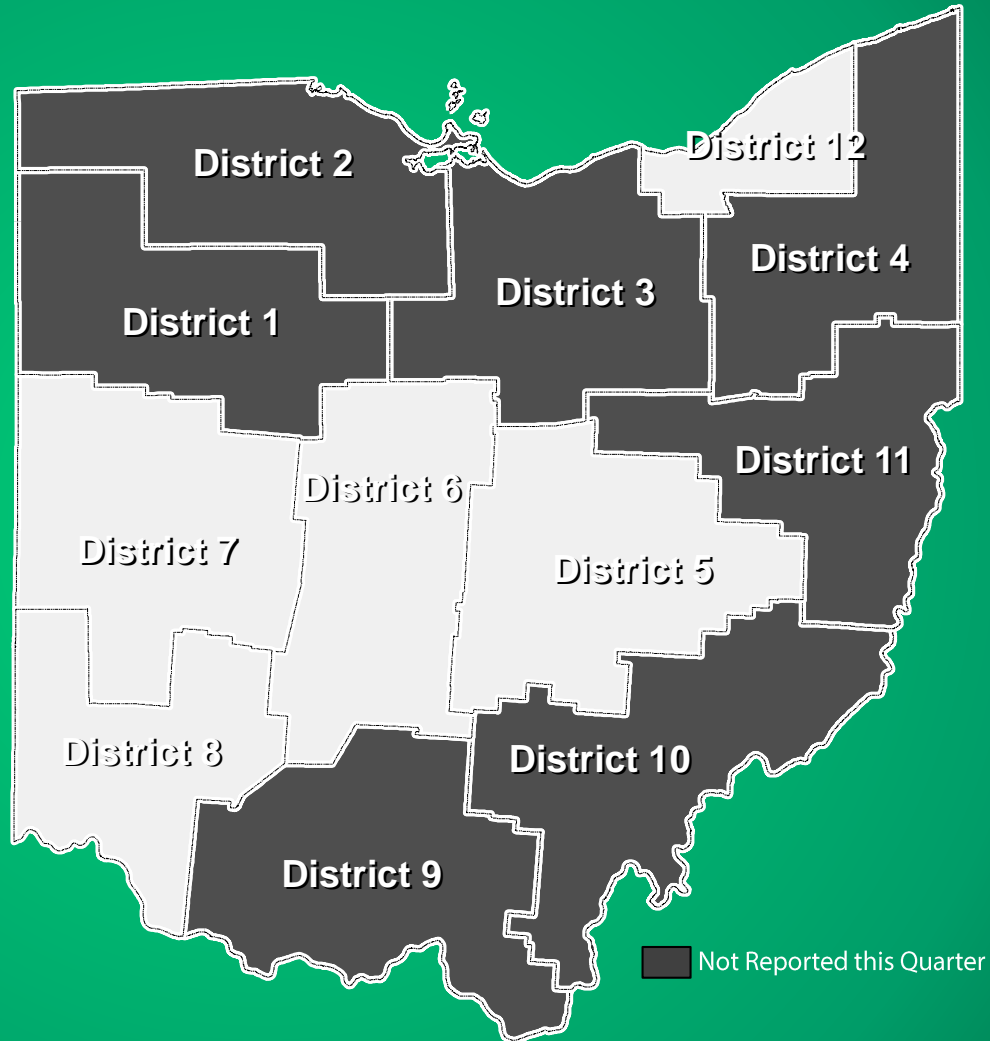 District 12
District 2
District 4
District 3
District 1
District 11
District 6
District 7
District 5
District 8
District 10
District 9
Not Reported this Quarter